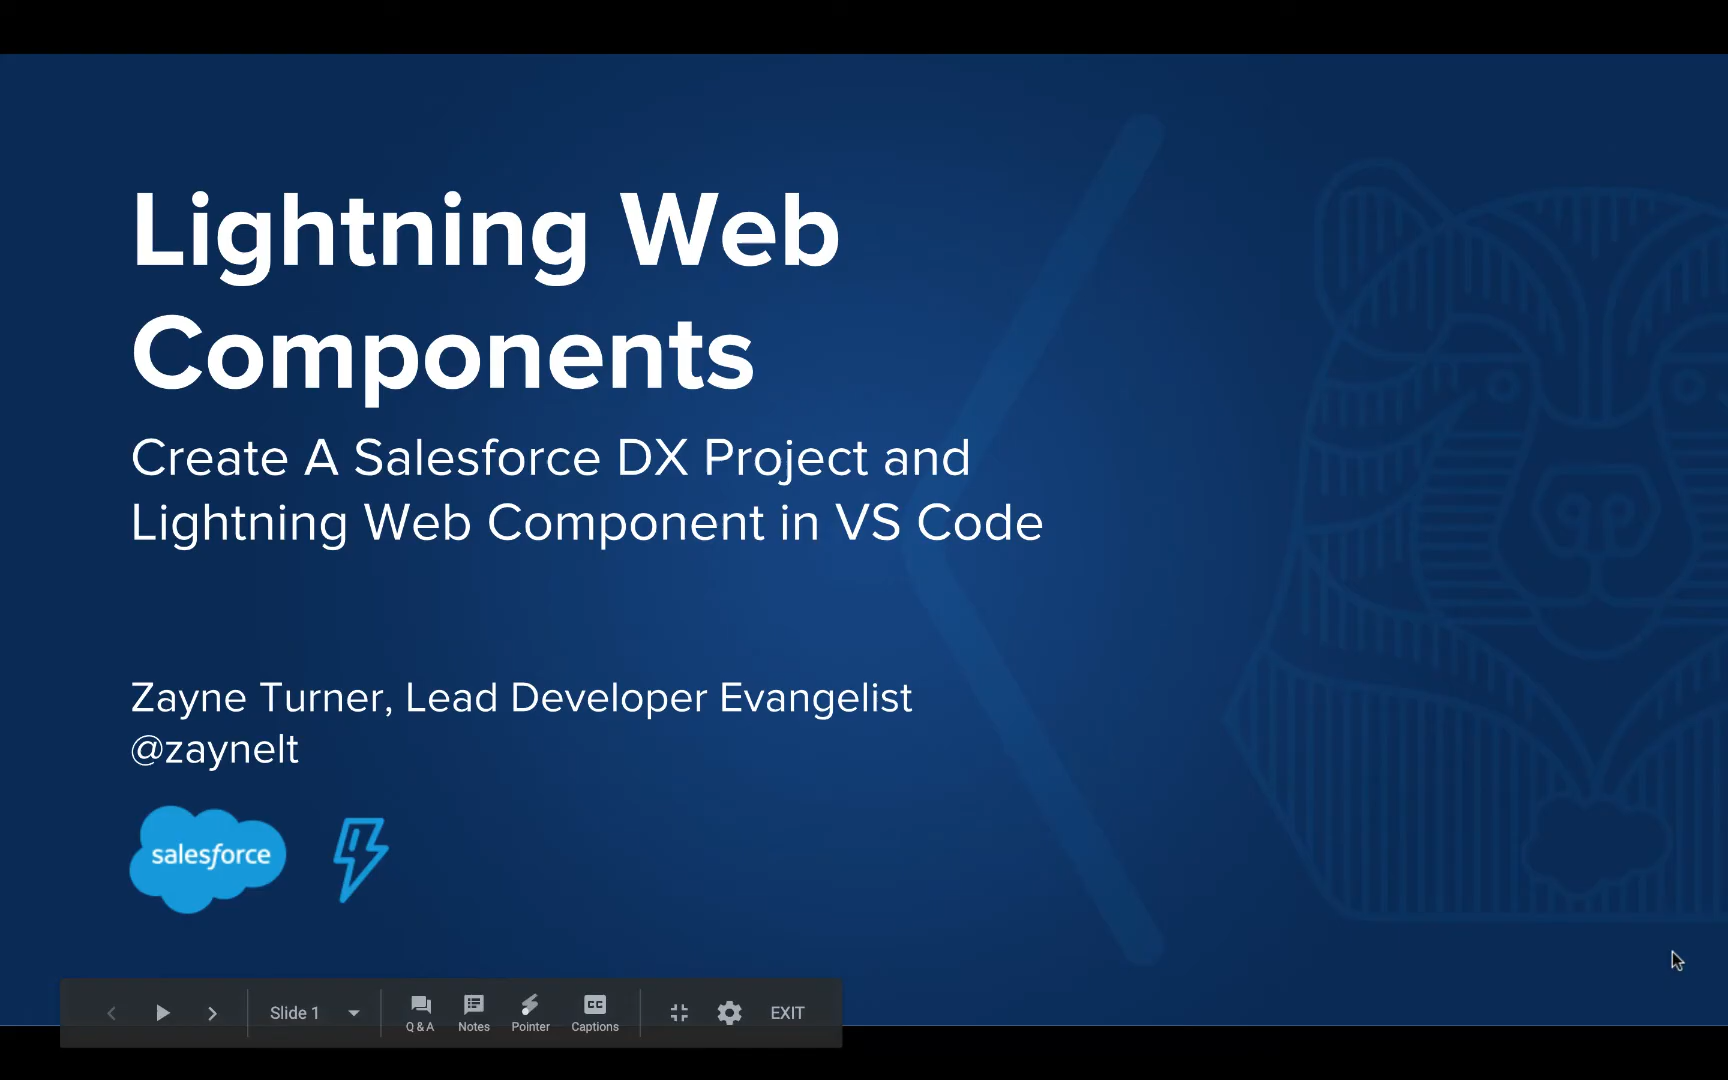 Lightning Web
Components
Create A Salesforce DX Project and
Lightning Web Component in VS Code
Zayne Turner, Lead Developer Evangelist
@zaynelt
salesforce
Slide 1
Q & A
Notes
Pointer
CC
Captions
EXIT